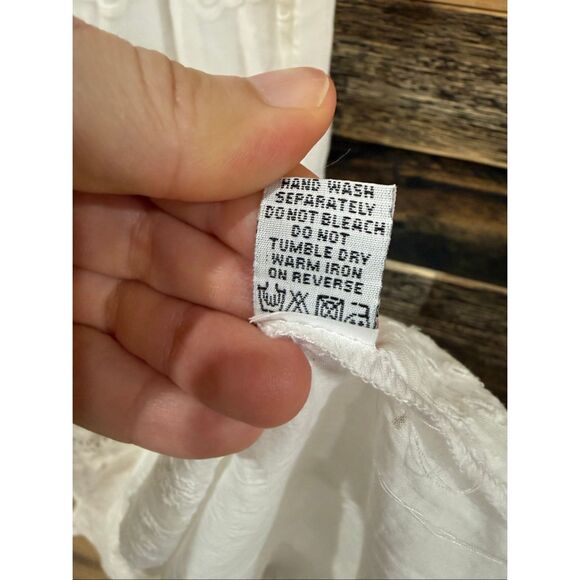 HAND WASH
SEPARATELY
DO NOT BLEACH
DO NOT
TUMBLE DRY
WARM IRON
ON REVERSE